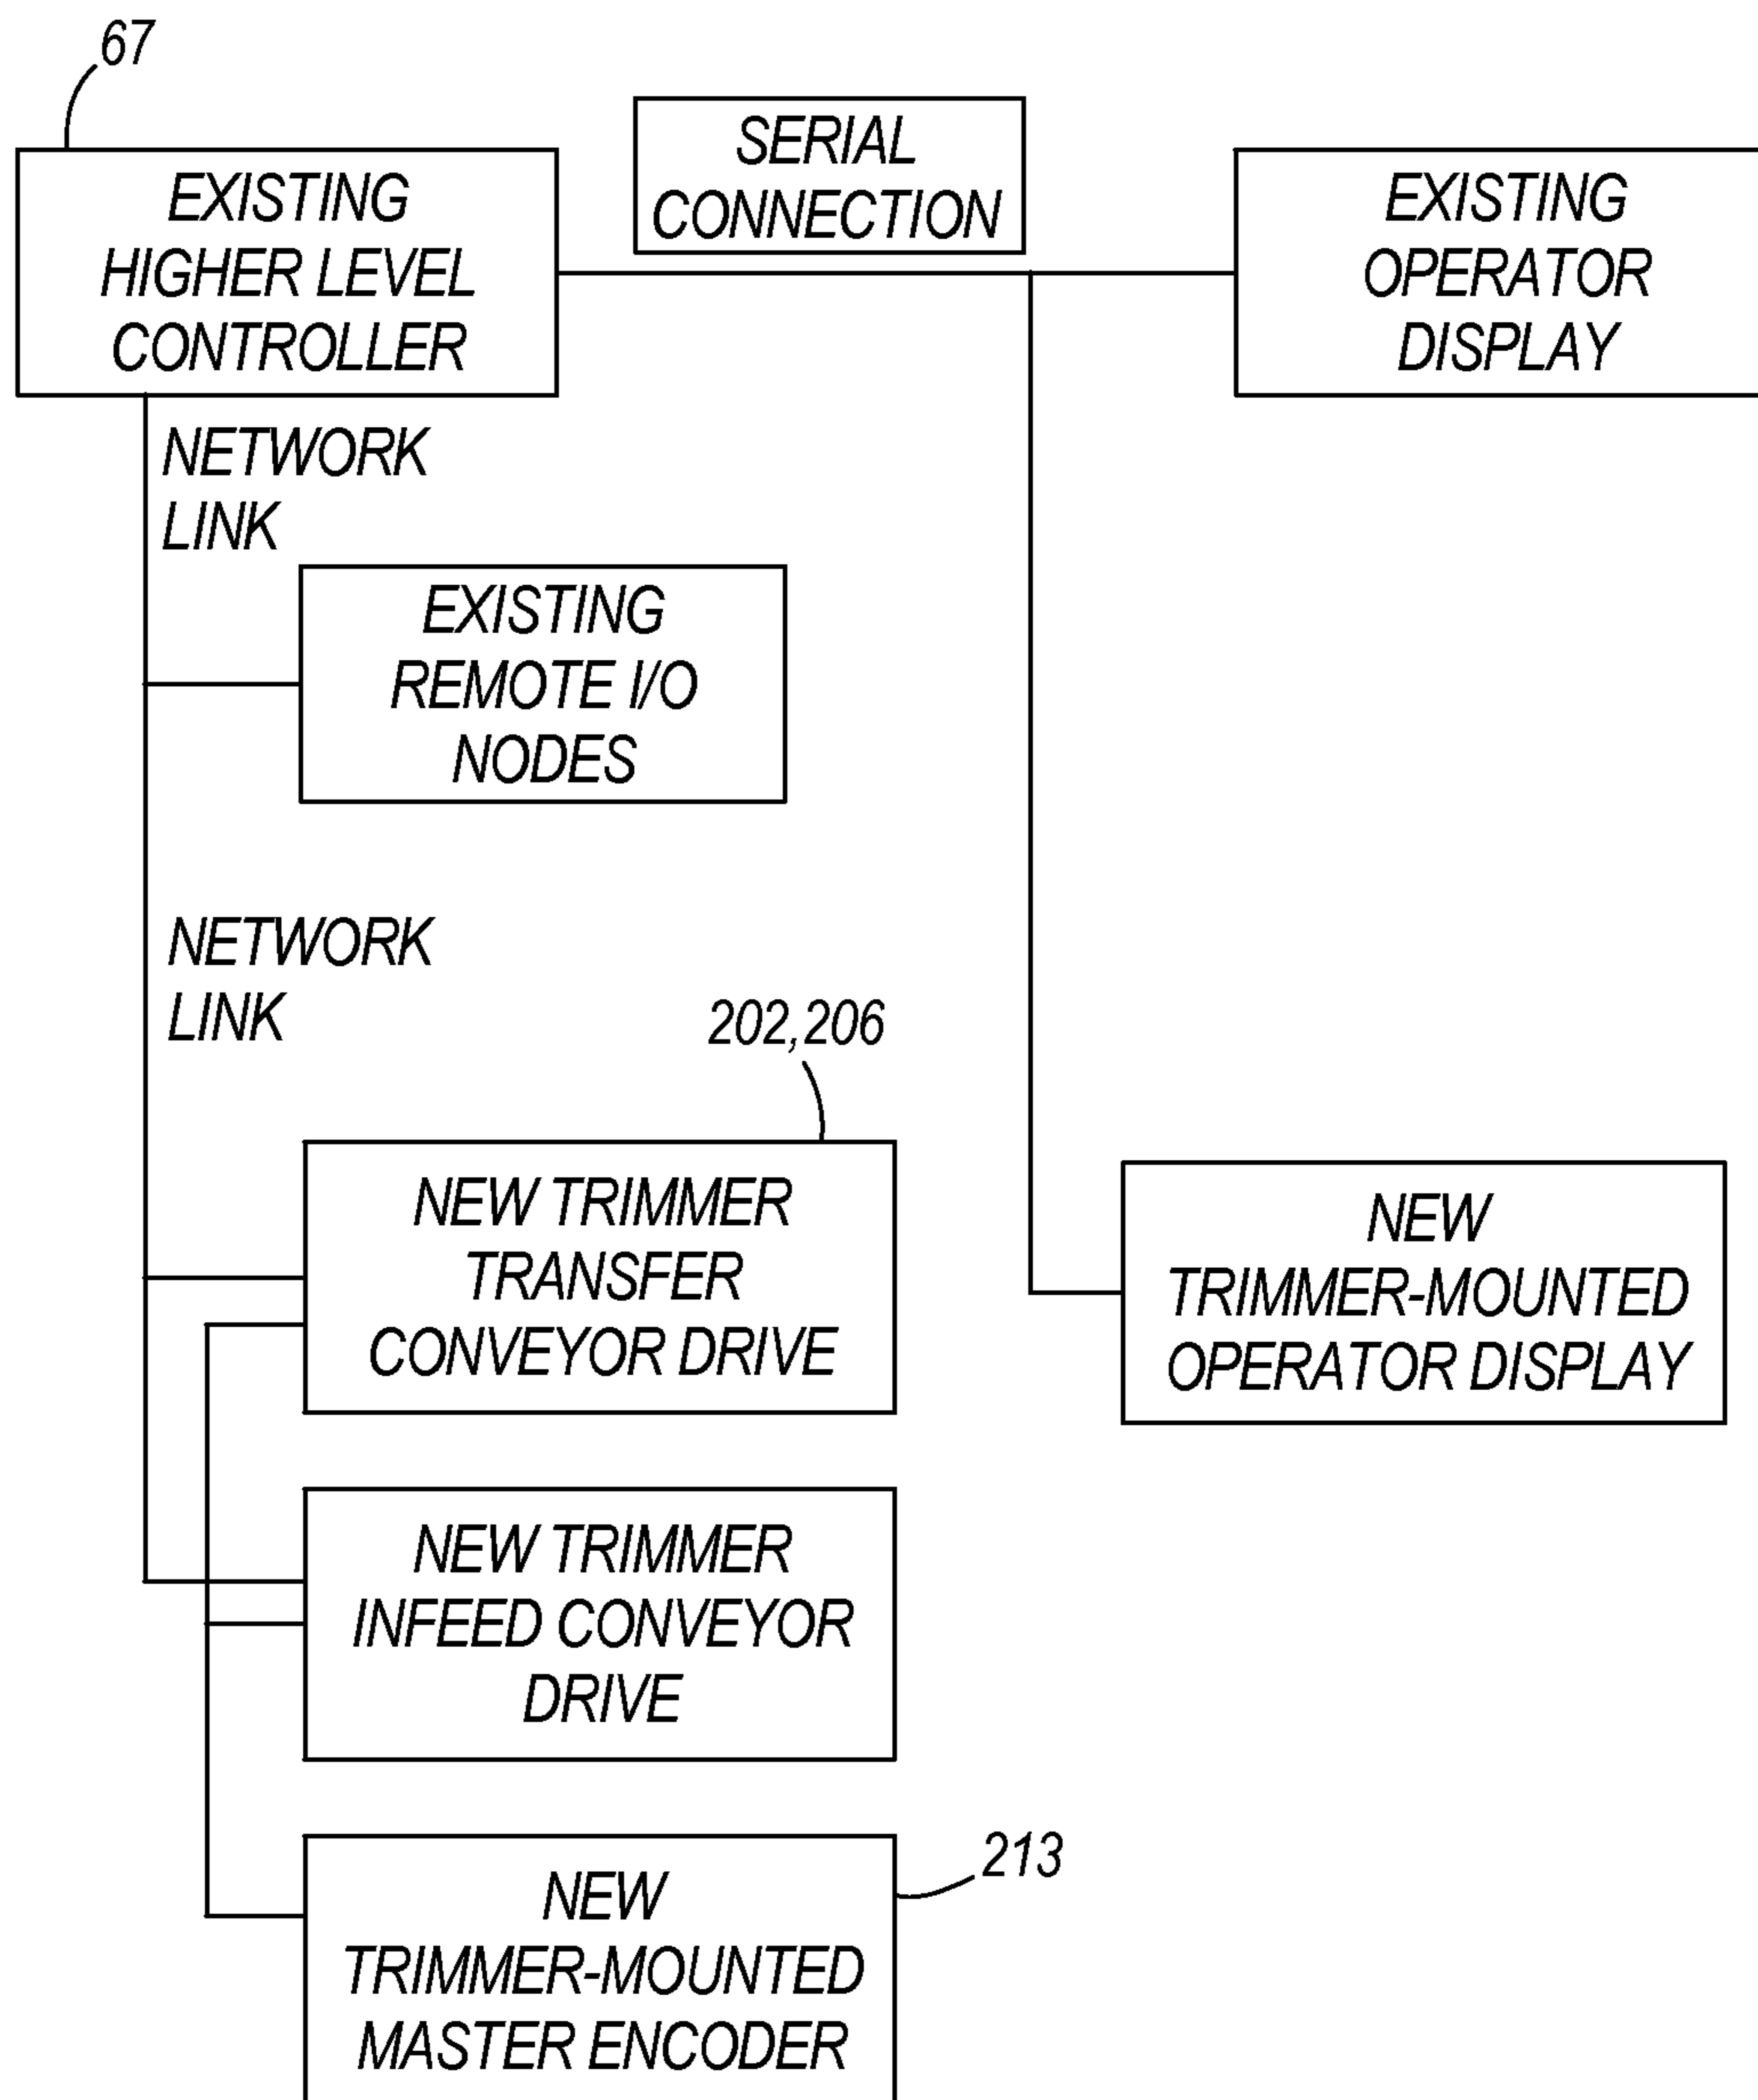 67
EXISTING
HIGHER LEVEL
CONTROLLER
SERIAL
CONNECTION
EXISTING
OPERATOR
DISPLAY
NETWORK
LINK
EXISTING
REMOTE I/O
NODES
NETWORK
LINK
202,206
NEW TRIMMER
TRANSFER
CONVEYOR DRIVE
NEW
TRIMMER-MOUNTED
OPERATOR DISPLAY
NEW TRIMMER
INFEED CONVEYOR
DRIVE
213
NEW
TRIMMER-MOUNTED
MASTER ENCODER